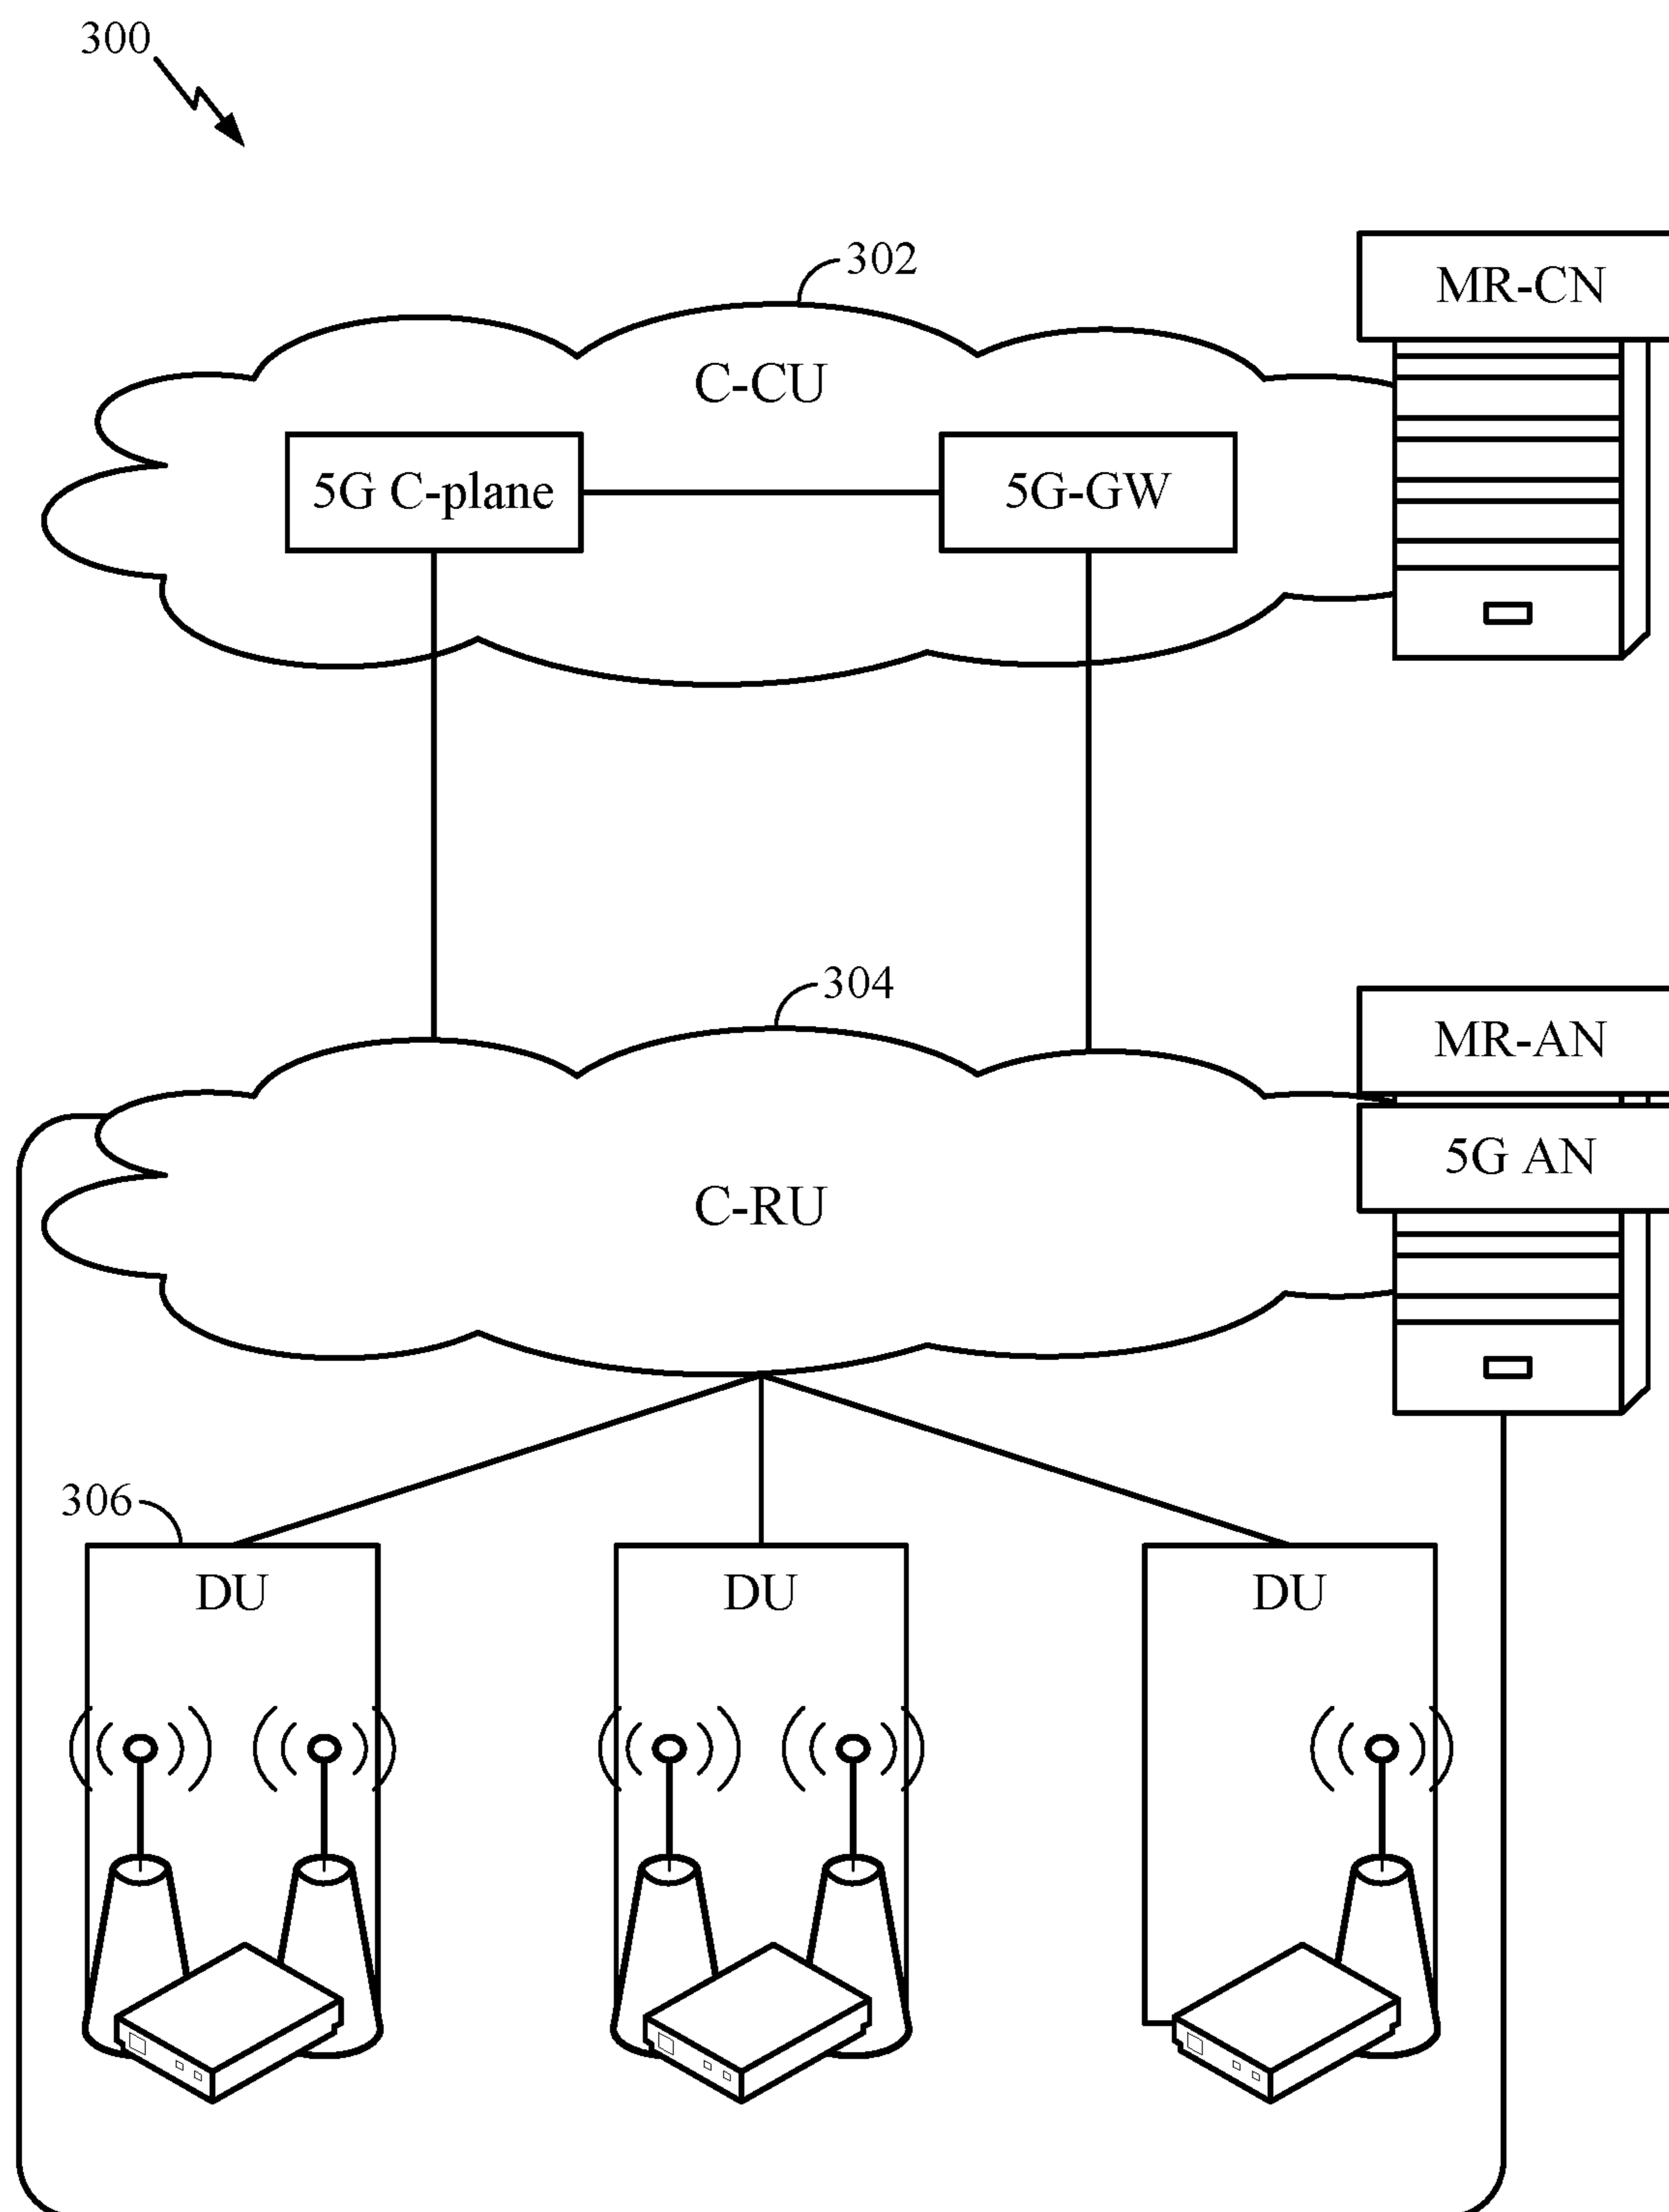 300
302
MR-CN
C-CU
5G C-plane
5G-GW
304
MR-AN
5G AN
C-RU
306
DU
DU
DU